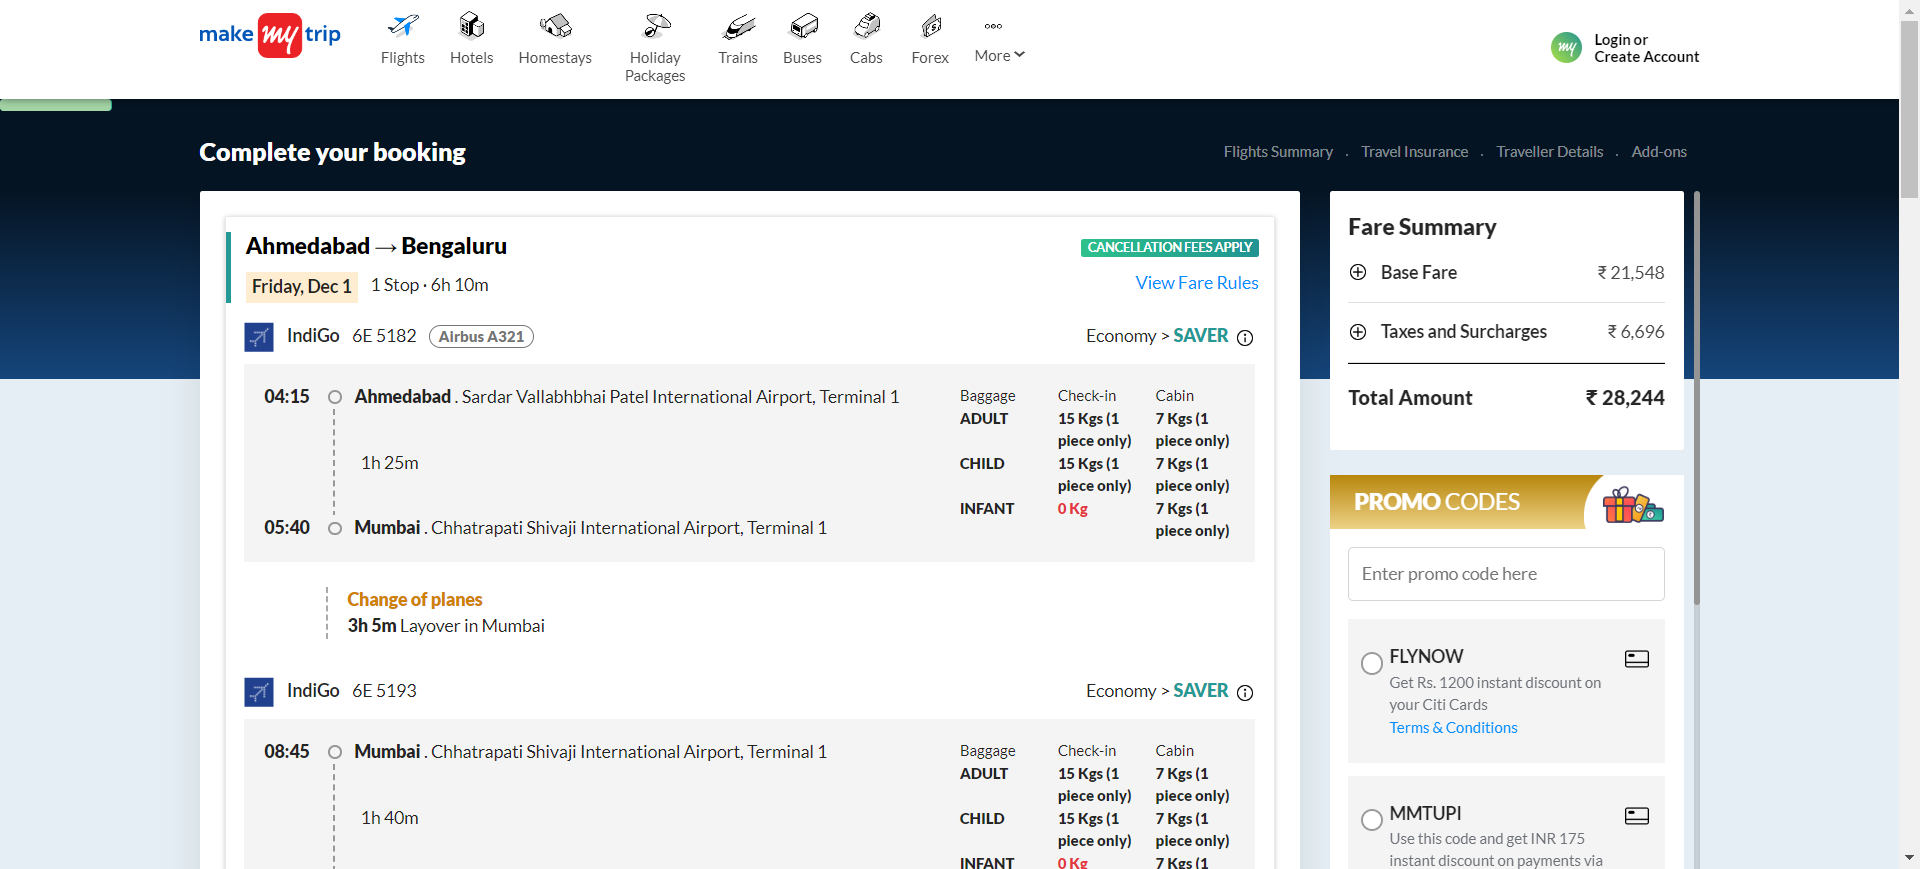 make my trip
Flights
Hotels
Homestays
Holiday
Packages
Trains
Buses
Cabs
Forex
More
my
Login or
Create Account
Complete your booking
Flights Summary . Travel Insurance . Traveller Details . Add-ons
Ahmedabad → Bengaluru
CANCELLATION FEES APPLY
Friday, Dec 1 1 Stop · 6h 10m
View Fare Rules
IndiGo 6E 5182 Airbus A321
Economy > SAVER
04:15 Ahmedabad . Sardar Vallabhbhai Patel International Airport, Terminal 1
1h 25m
05:40 Mumbai . Chhatrapati Shivaji International Airport, Terminal 1
Baggage Check-in Cabin
ADULT 15 Kgs (1 7 Kgs (1
piece only) piece only)
CHILD 15 Kgs (1 7 Kgs (1
piece only) piece only)
INFANT 0 Kg 7 Kgs (1
piece only)
Change of planes
3h 5m Layover in Mumbai
IndiGo 6E 5193
Economy > SAVER
08:45 Mumbai . Chhatrapati Shivaji International Airport, Terminal 1
1h 40m
Baggage Check-in Cabin
ADULT 15 Kgs (1 7 Kgs (1
piece only) piece only)
CHILD 15 Kgs (1 7 Kgs (1
piece only) piece only)
INFANT 0 Kg 7 Kgs (1
Fare Summary
Base Fare ₹ 21,548
Taxes and Surcharges ₹ 6,696
Total Amount ₹ 28,244
PROMO CODES
Enter promo code here
FLYNOW
Get Rs. 1200 instant discount on
your Citi Cards
Terms & Conditions
MMTUPI
Use this code and get INR 175
instant discount on payments via